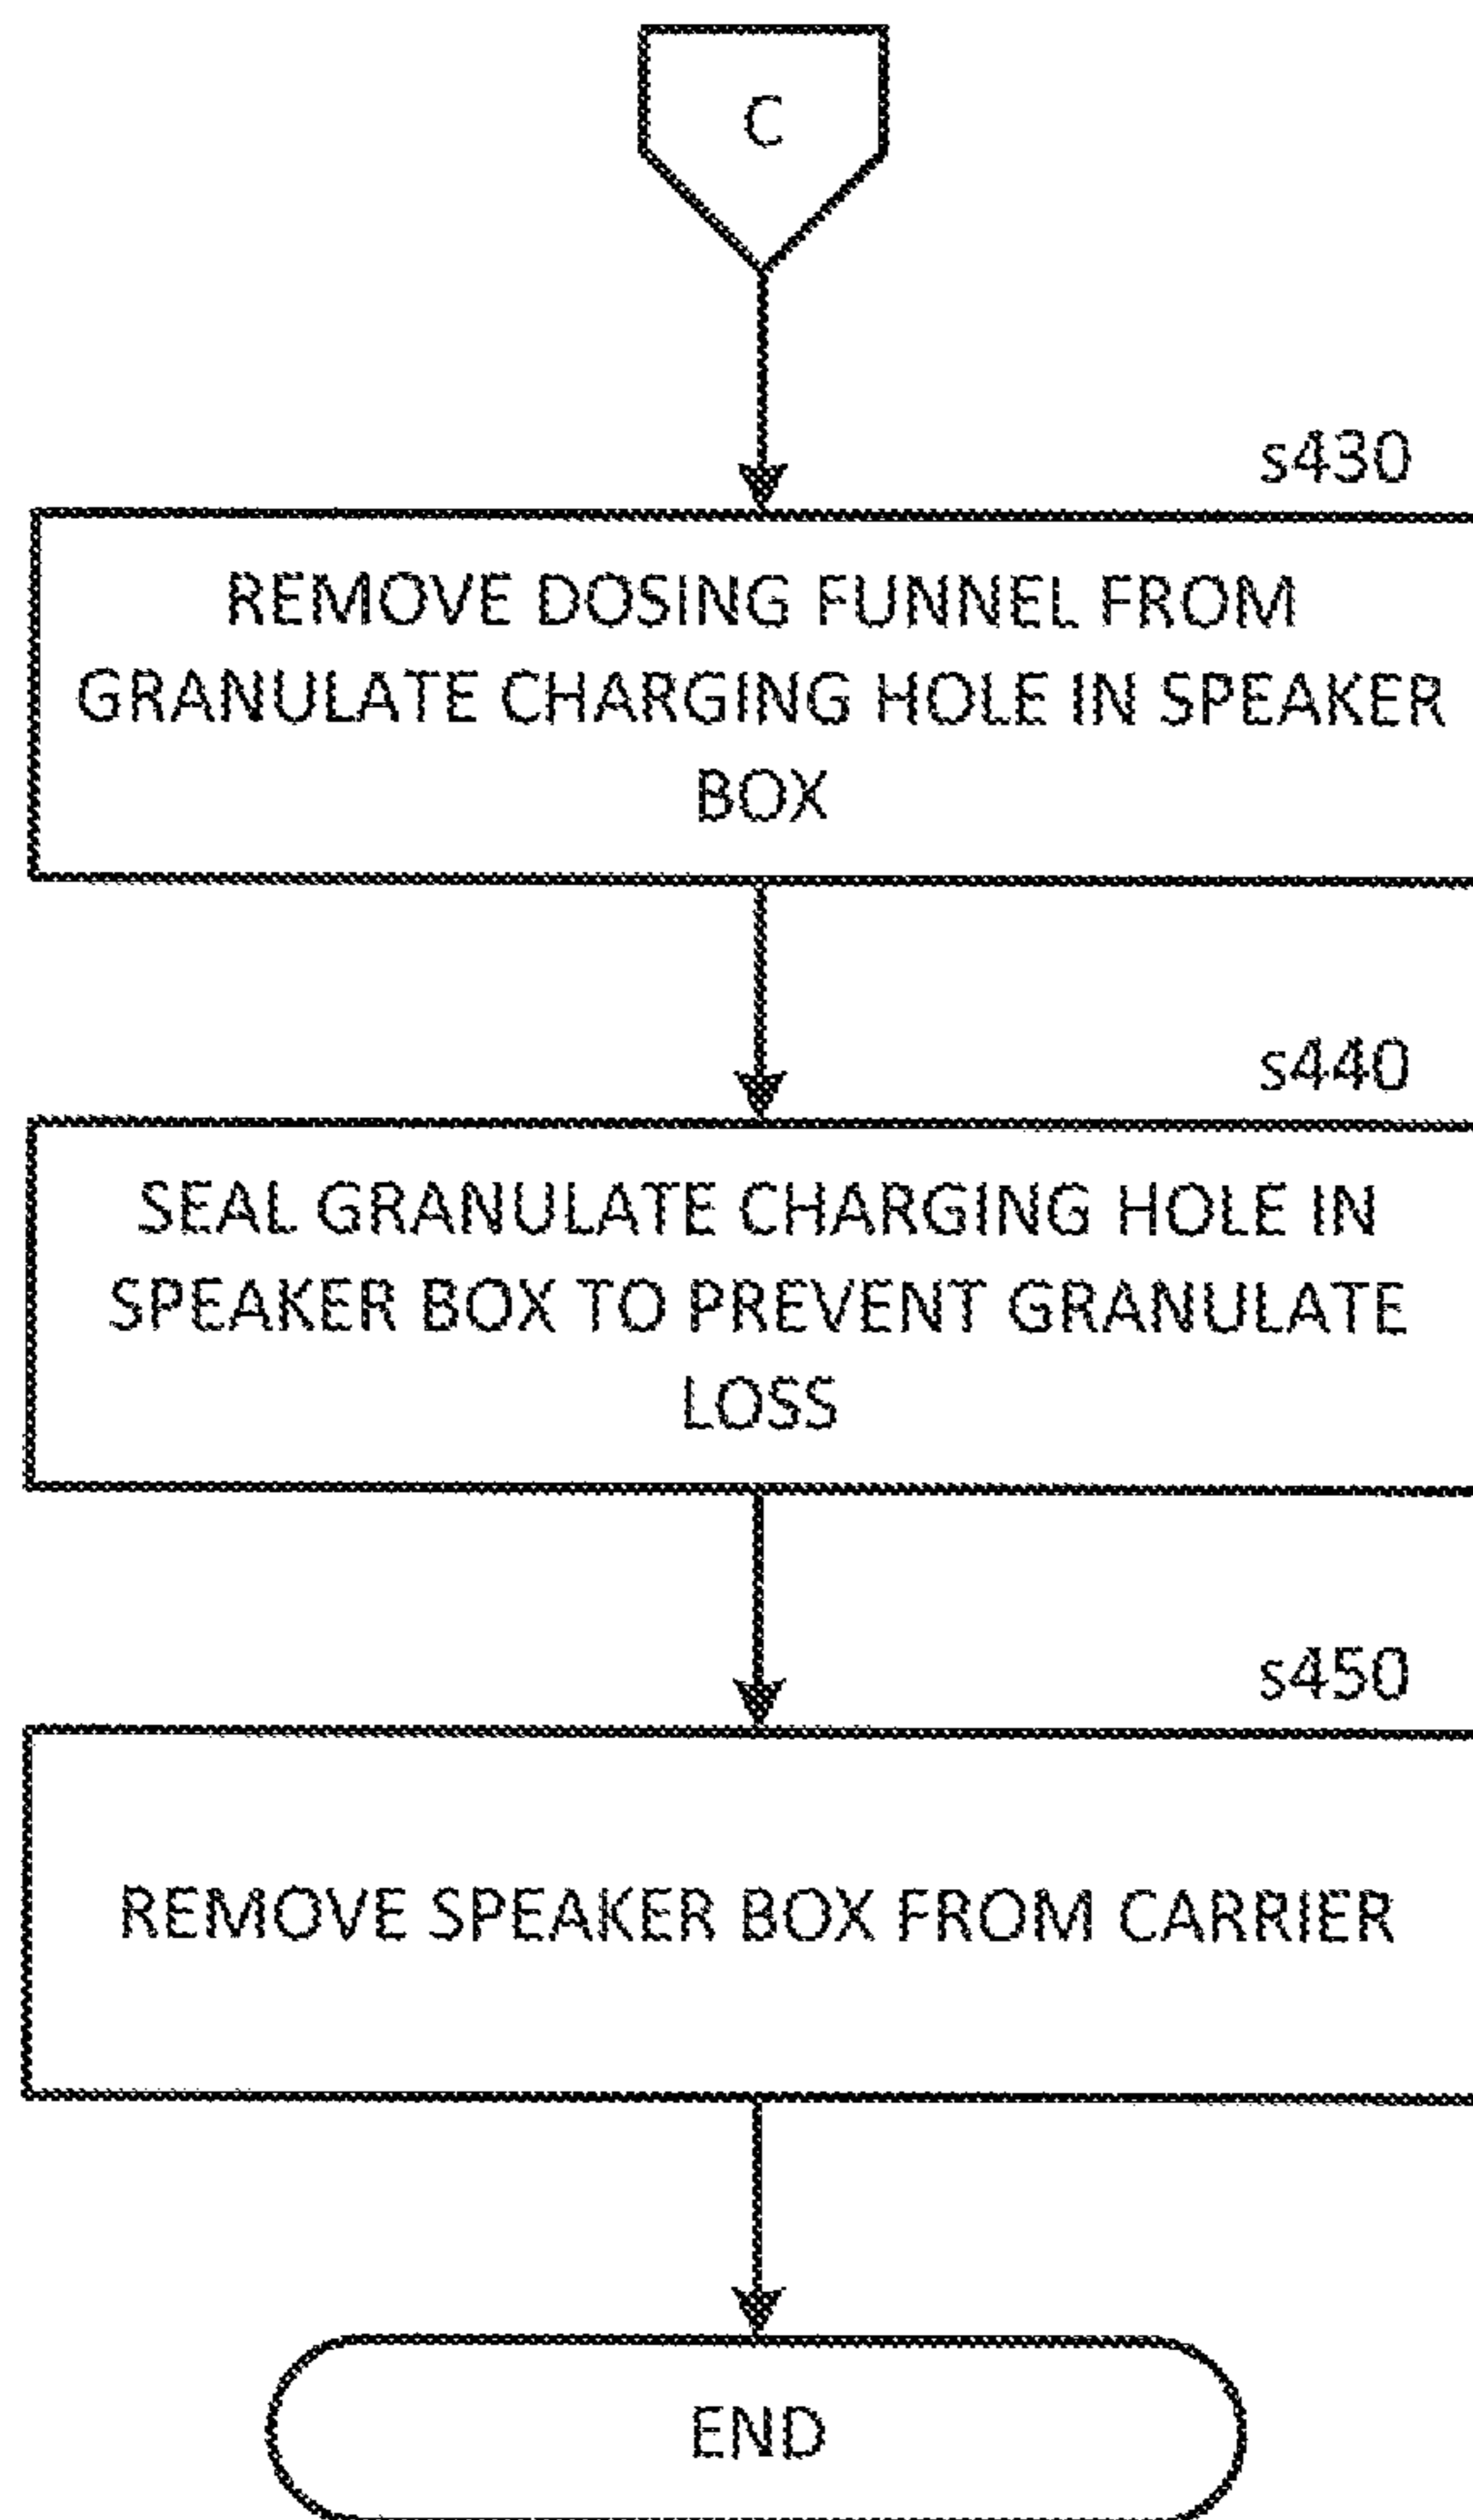 C
s430
REMOVE DOSING FUNNEL FROM
GRANULATE CHARGING HOLE IN SPEAKER
BOX
s440
SEAL GRANULATE CHARGING HOLE IN
SPEAKER BOX TO PREVENT GRANULATE
LOSS
s450
REMOVE SPEAKER BOX FROM CARRIER
END